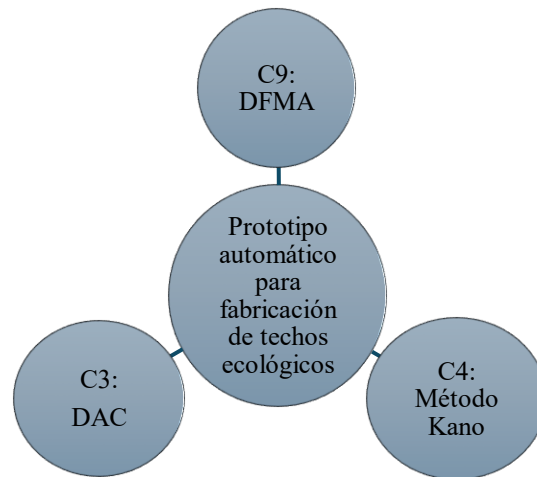 C9:
DFMA
Prototipo
automático
para
fabricación
de techos
ecológicos
C3:
DAC
C4:
Método
Kano